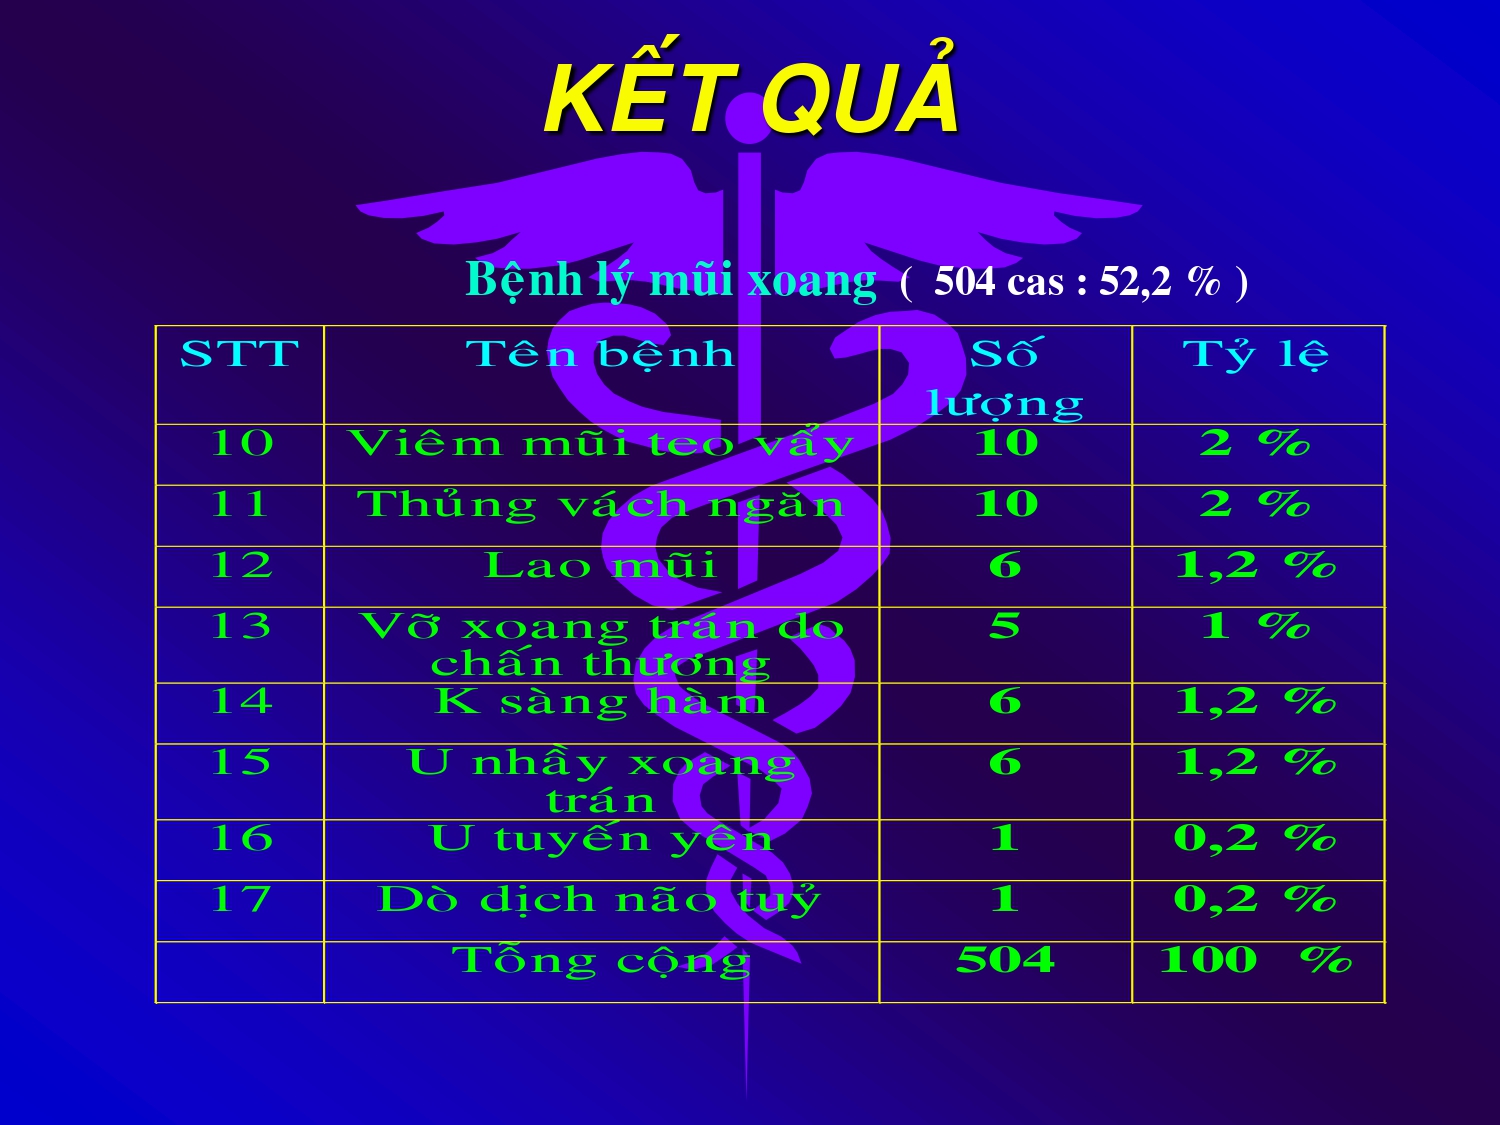 KẾT QUẢ
Bệnh lý mũi xoang ( 504 cas : 52,2 % )
STT Tên bệnh Số lượng Tỷ lệ
10 Viêm mũi teo vẩy 10 2 %
11 Thủng vách ngăn 10 2 %
12 Lao mũi 6 1,2 %
13 Vỡ xoang trán do chấn thương 5 1 %
14 K sàng hàm 6 1,2 %
15 U nhầy xoang trán 6 1,2 %
16 U tuyến yên 1 0,2 %
17 Dò dịch não tuỷ 1 0,2 %
Tỗng cộng 504 100 %